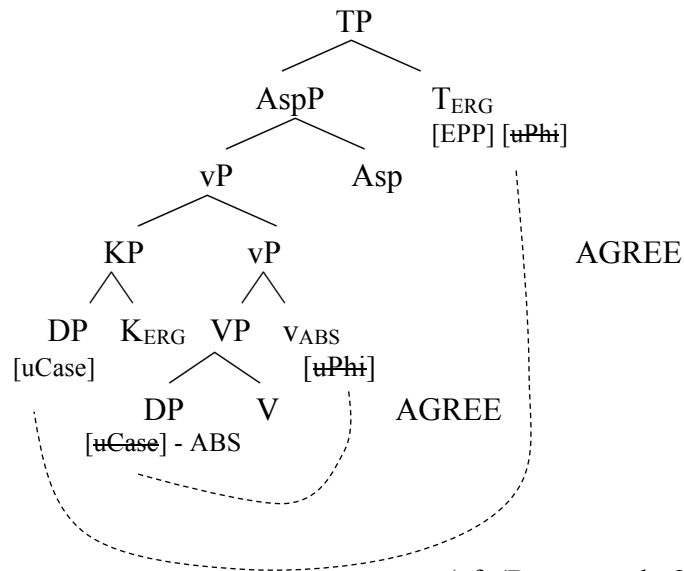 TP
AspP T_ERG
[EPP] [uPhi]
vP Asp
KP vP AGREE
DP K_ERG VP v_ABS
[uCase] [uPhi]
DP V AGREE
[uCase] - ABS